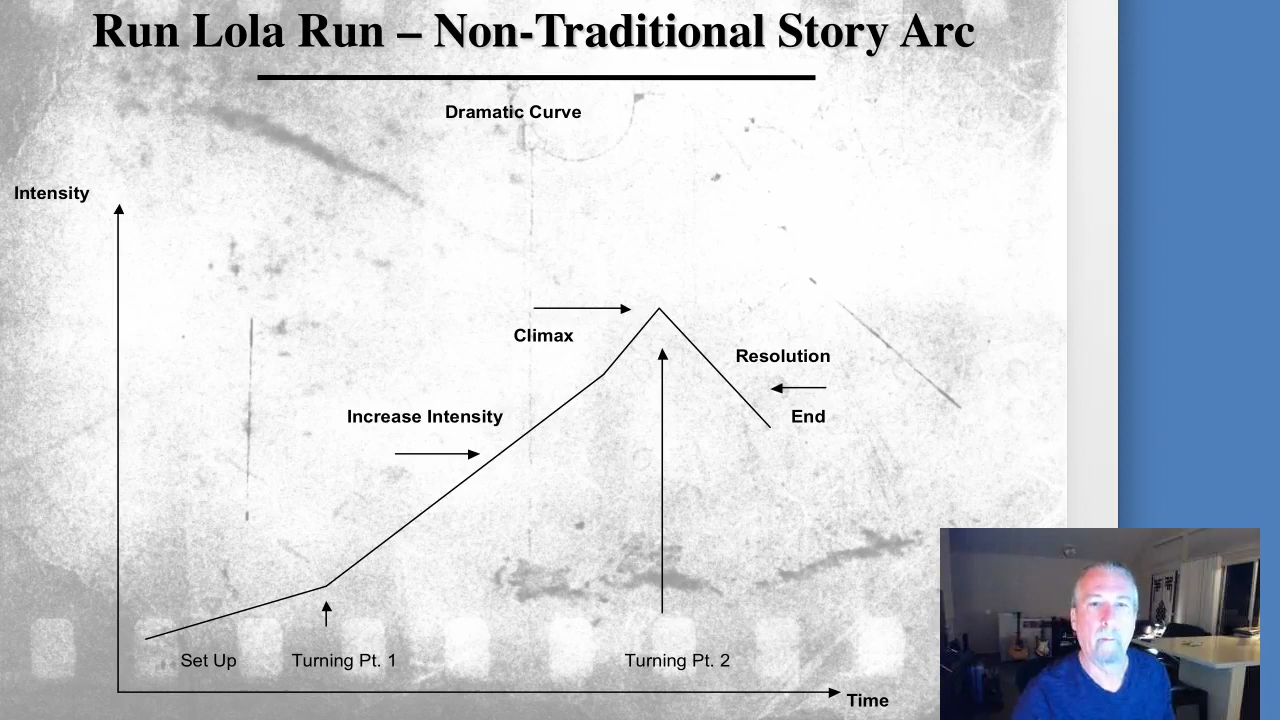 Run Lola Run – Non-Traditional Story Arc
Dramatic Curve
Intensity
Climax
Resolution
End
Increase Intensity
Set Up
Turning Pt. 1
Turning Pt. 2
Time